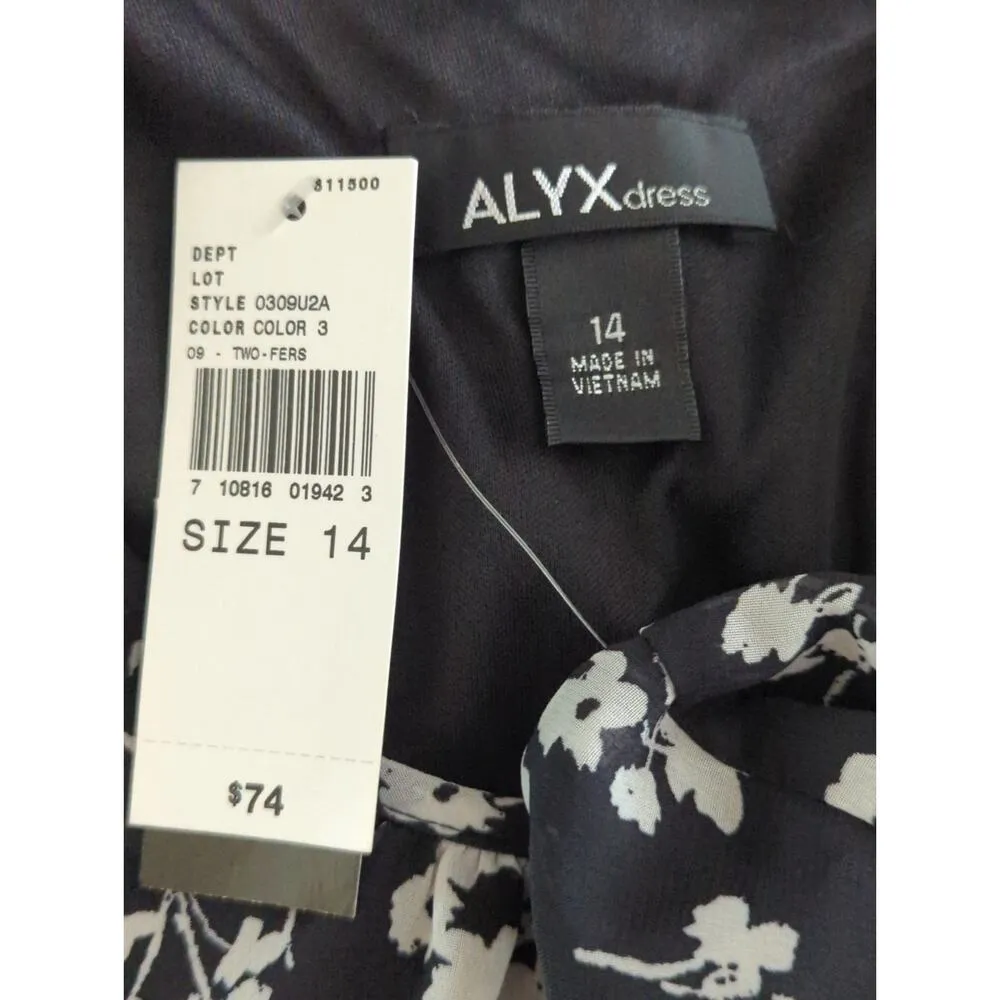 811500
DEPT
LOT
STYLE 0309U2A
COLOR COLOR 3
09 - TWO-FERS
7 10816 01942 3
SIZE 14
$74
ALYXdress
14
MADE IN
VIETNAM